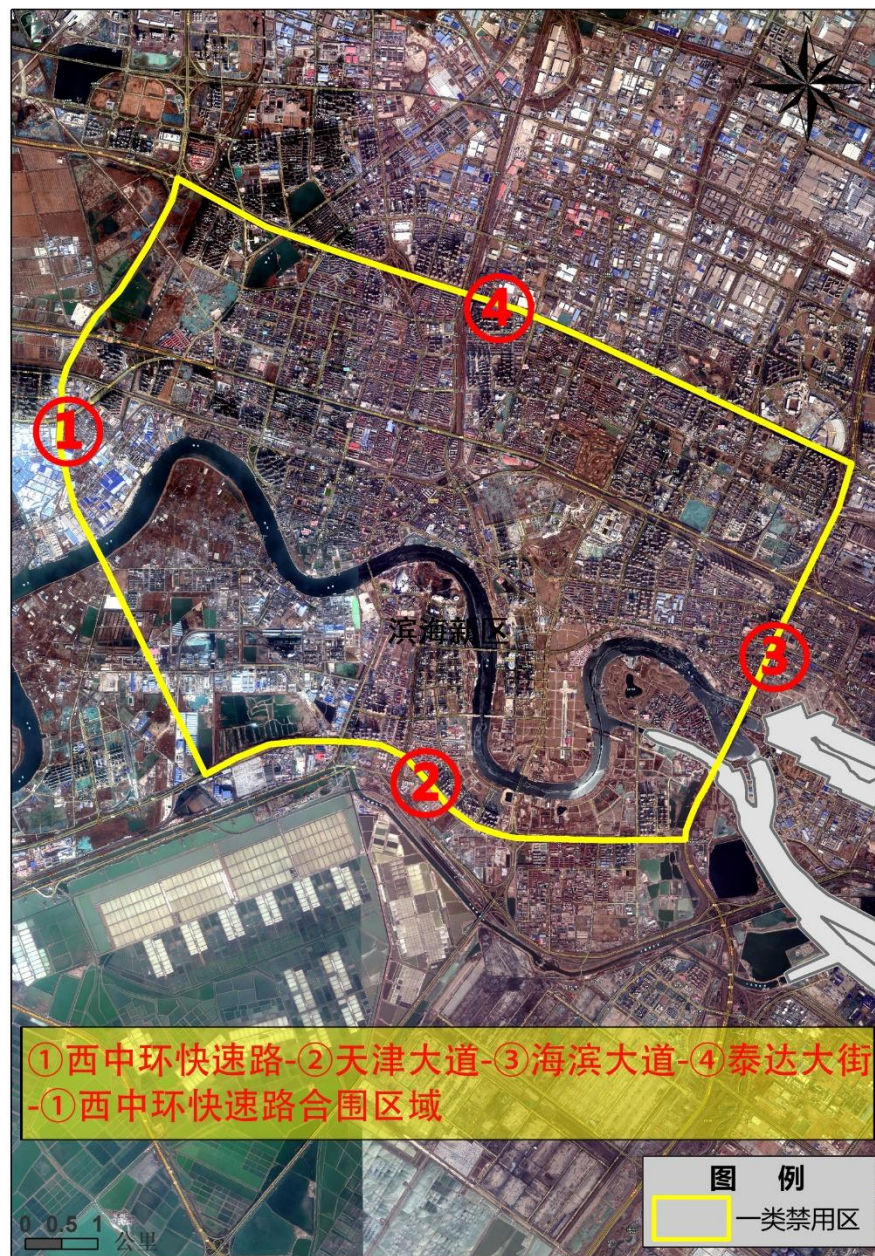 N
④
①
滨海新区
③
②
①西中环快速路-②天津大道-③海滨大道-④泰达大街
-①西中环快速路合围区域
图 例
一类禁用区
0 0.5 1
公里